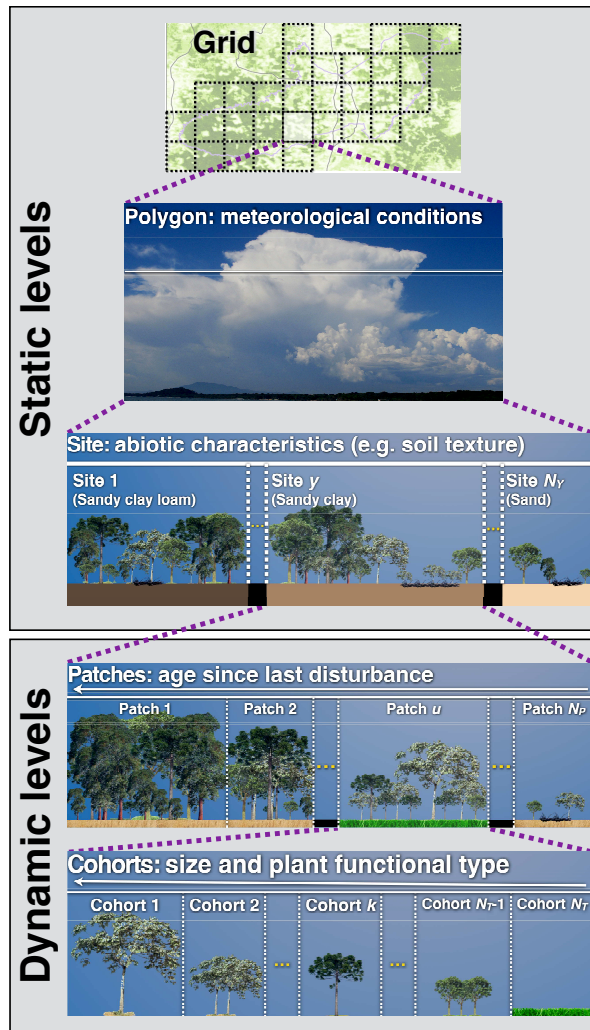 Grid
Static levels
Polygon: meteorological conditions
Site: abiotic characteristics (e.g. soil texture)
Site 1
(Sandy clay loam)
Site y
(Sandy clay)
Site NY
(Sand)
...
...
Dynamic levels
Patches: age since last disturbance
Patch 1
Patch 2
Patch u
Patch NP
...
...
Cohorts: size and plant functional type
Cohort 1
Cohort 2
Cohort k
Cohort NT-1
Cohort NT
...
...